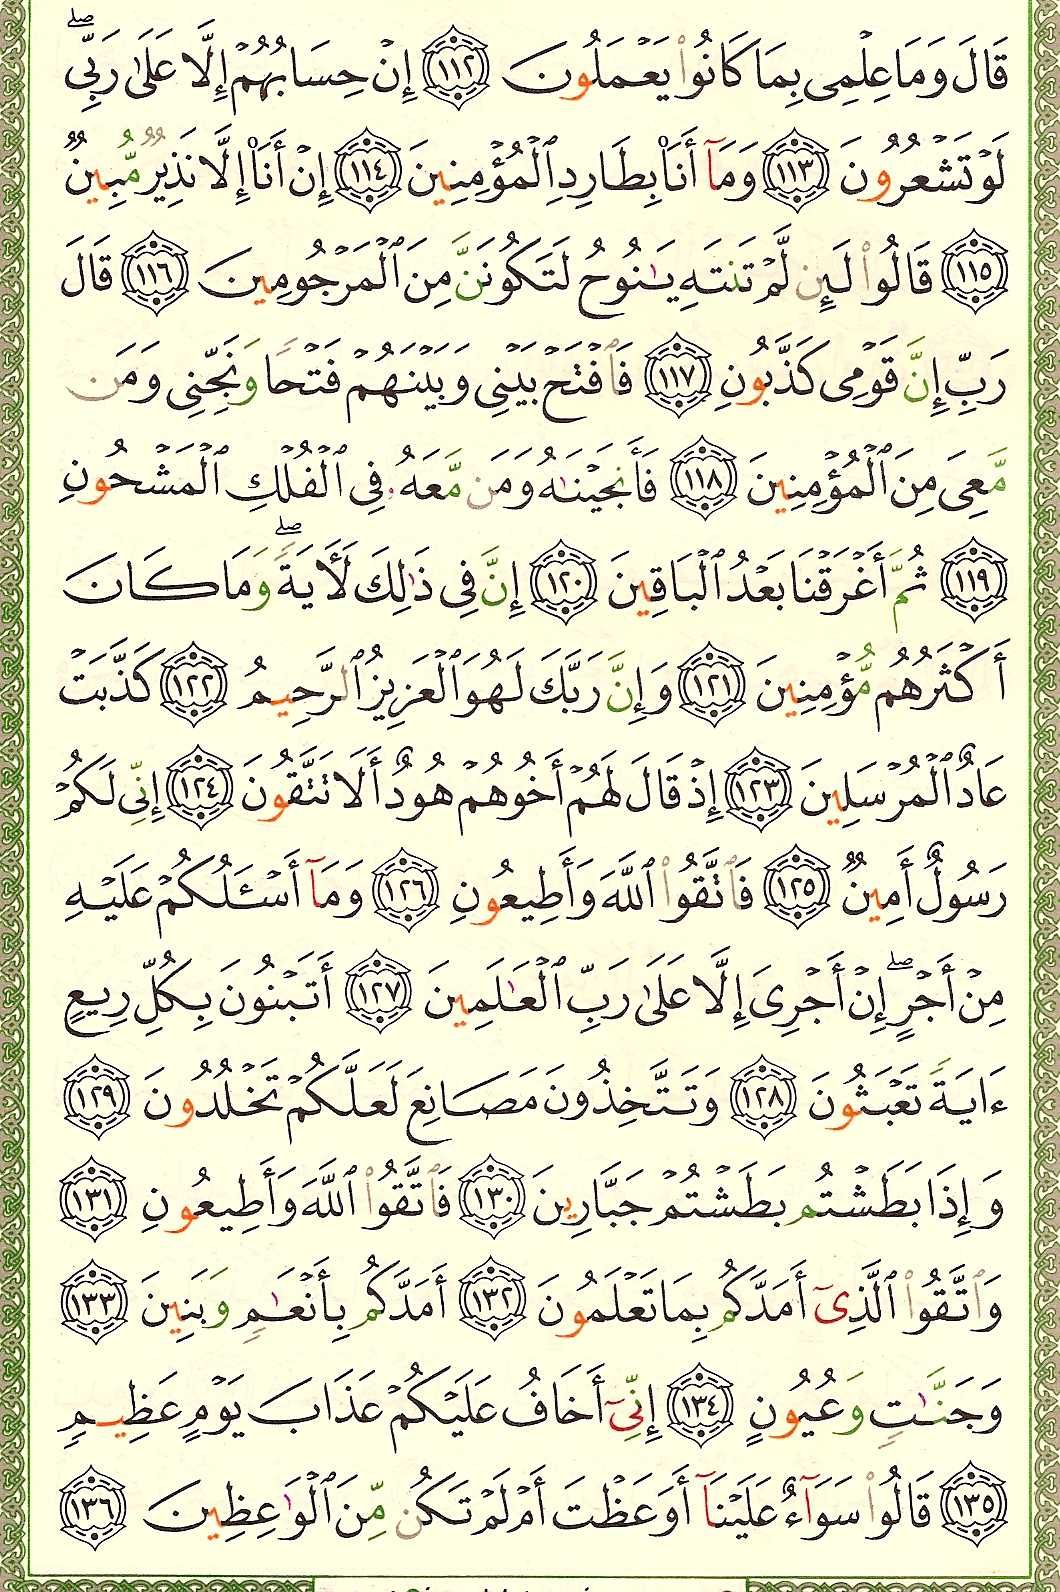 قَالَ وَمَا عِلْمِى بِمَا كَانُوا۟ يَعْمَلُونَ ١١٢ إِنْ حِسَابُهُمْ إِلَّا عَلَىٰ رَبِّى ۖ
لَوْ تَشْعُرُونَ ١١٣ وَمَآ أَنَا۠ بِطَارِدِ ٱلْمُؤْمِنِينَ ١١٤ إِنْ أَنَا۠ إِلَّا نَذِيرٌ مُّبِينٌ
١١٥ قَالُوا۟ لَئِن لَّمْ تَنتَهِ يَـٰنُوحُ لَتَكُونَنَّ مِنَ ٱلْمَرْجُومِينَ ١١٦ قَالَ
رَبِّ إِنَّ قَوْمِى كَذَّبُونِ ١١٧ فَٱفْتَحْ بَيْنِى وَبَيْنَهُمْ فَتْحًا وَنَجِّنِى وَمَن
مَّعِىَ مِنَ ٱلْمُؤْمِنِينَ ١١٨ فَأَنجَيْنَـٰهُ وَمَن مَّعَهُۥ فِى ٱلْفُلْكِ ٱلْمَشْحُونِ
١١٩ ثُمَّ أَغْرَقْنَا بَعْدُ ٱلْبَاقِينَ ١٢٠ إِنَّ فِى ذَٰلِكَ لَـَٔايَةً ۖ وَمَا كَانَ
أَكْثَرُهُم مُّؤْمِنِينَ ١٢١ وَإِنَّ رَبَّكَ لَهُوَ ٱلْعَزِيزُ ٱلرَّحِيمُ ١٢٢ كَذَّبَتْ
عَادٌ ٱلْمُرْسَلِينَ ١٢٣ إِذْ قَالَ لَهُمْ أَخُوهُمْ هُودٌ أَلَا تَتَّقُونَ ١٢٤ إِنِّى لَكُمْ
رَسُولٌ أَمِينٌ ١٢٥ فَٱتَّقُوا۟ ٱللَّهَ وَأَطِيعُونِ ١٢٦ وَمَآ أَسْـَٔلُكُمْ عَلَيْهِ
مِنْ أَجْرٍ ۖ إِنْ أَجْرِىَ إِلَّا عَلَىٰ رَبِّ ٱلْعَـٰلَمِينَ ١٢٧ أَتَبْنُونَ بِكُلِّ رِيعٍ
ءَايَةً تَعْبَثُونَ ١٢٨ وَتَتَّخِذُونَ مَصَانِعَ لَعَلَّكُمْ تَخْلُدُونَ ١٢٩
وَإِذَا بَطَشْتُم بَطَشْتُمْ جَبَّارِينَ ١٣٠ فَٱتَّقُوا۟ ٱللَّهَ وَأَطِيعُونِ ١٣١
وَٱتَّقُوا۟ ٱلَّذِىٓ أَمَدَّكُم بِمَا تَعْلَمُونَ ١٣٢ أَمَدَّكُم بِأَنْعَـٰمٍ وَبَنِينَ ١٣٣
وَجَنَّـٰتٍ وَعُيُونٍ ١٣٤ إِنِّىٓ أَخَافُ عَلَيْكُمْ عَذَابَ يَوْمٍ عَظِيمٍ
١٣٥ قَالُوا۟ سَوَآءٌ عَلَيْنَآ أَوَعَظْتَ أَمْ لَمْ تَكُن مِّنَ ٱلْوَٰعِظِينَ ١٣٦